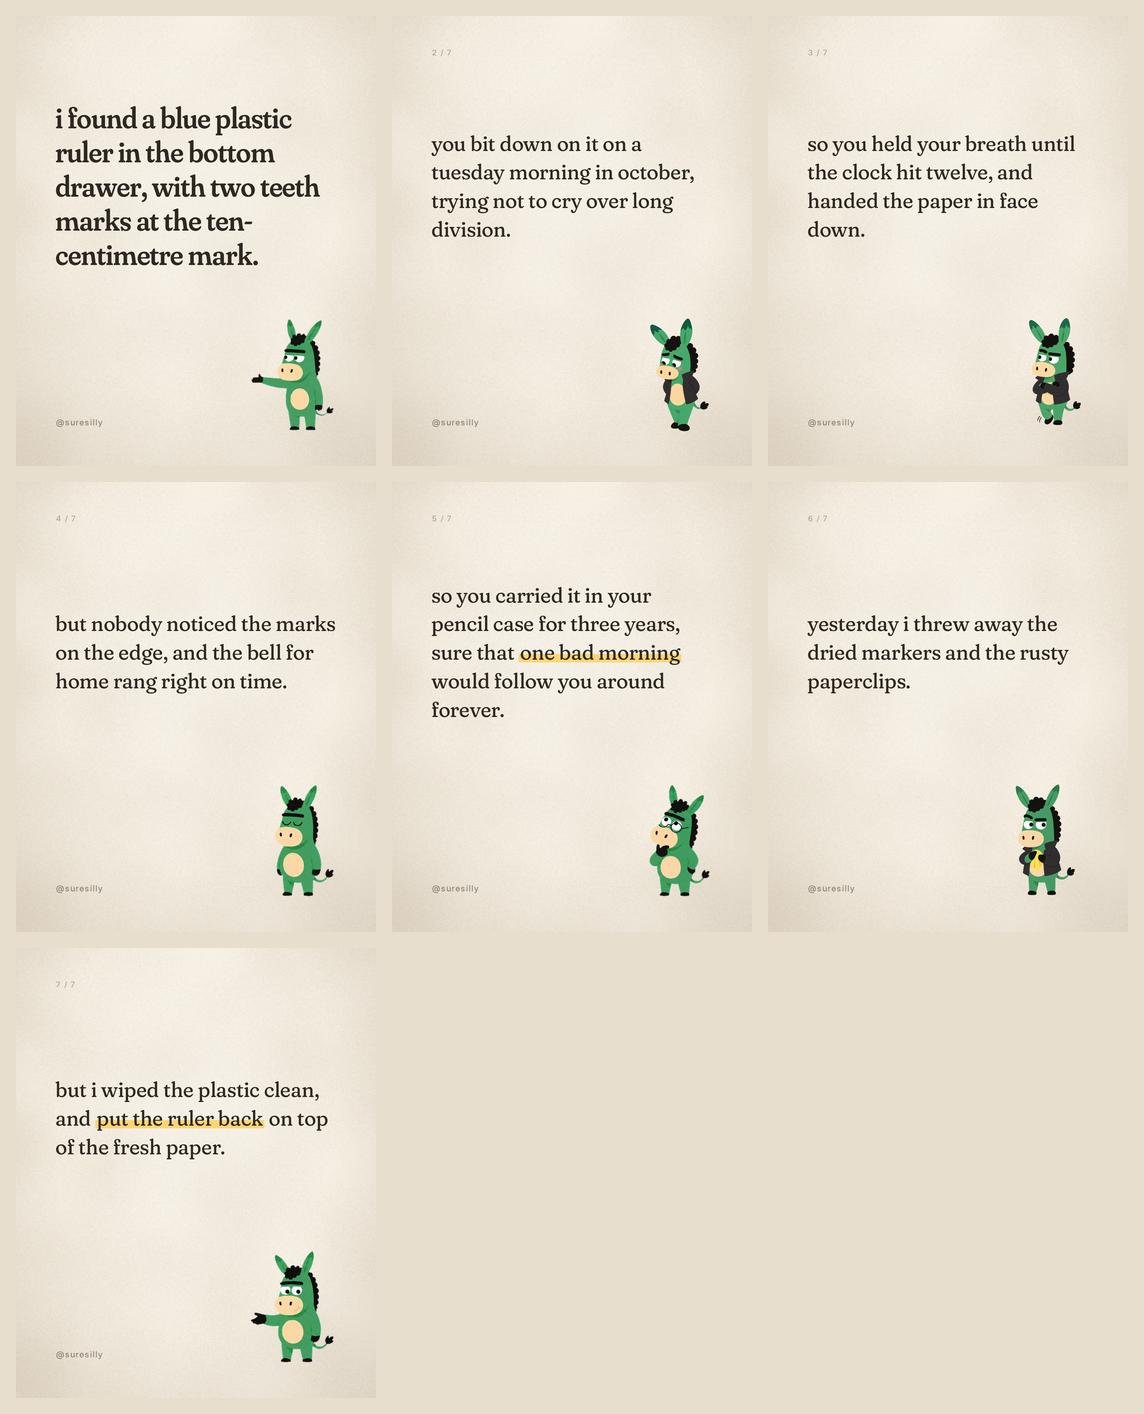 i found a blue plastic
ruler in the bottom
drawer, with two teeth
marks at the ten-
centimetre mark.
@suresilly
2 / 7
you bit down on it on a
tuesday morning in october,
trying not to cry over long
division.
@suresilly
3 / 7
so you held your breath until
the clock hit twelve, and
handed the paper in face
down.
@suresilly
4 / 7
but nobody noticed the marks
on the edge, and the bell for
home rang right on time.
@suresilly
5 / 7
so you carried it in your
pencil case for three years,
sure that one bad morning
would follow you around
forever.
@suresilly
6 / 7
yesterday i threw away the
dried markers and the rusty
paperclips.
@suresilly
7 / 7
but i wiped the plastic clean,
and put the ruler back on top
of the fresh paper.
@suresilly